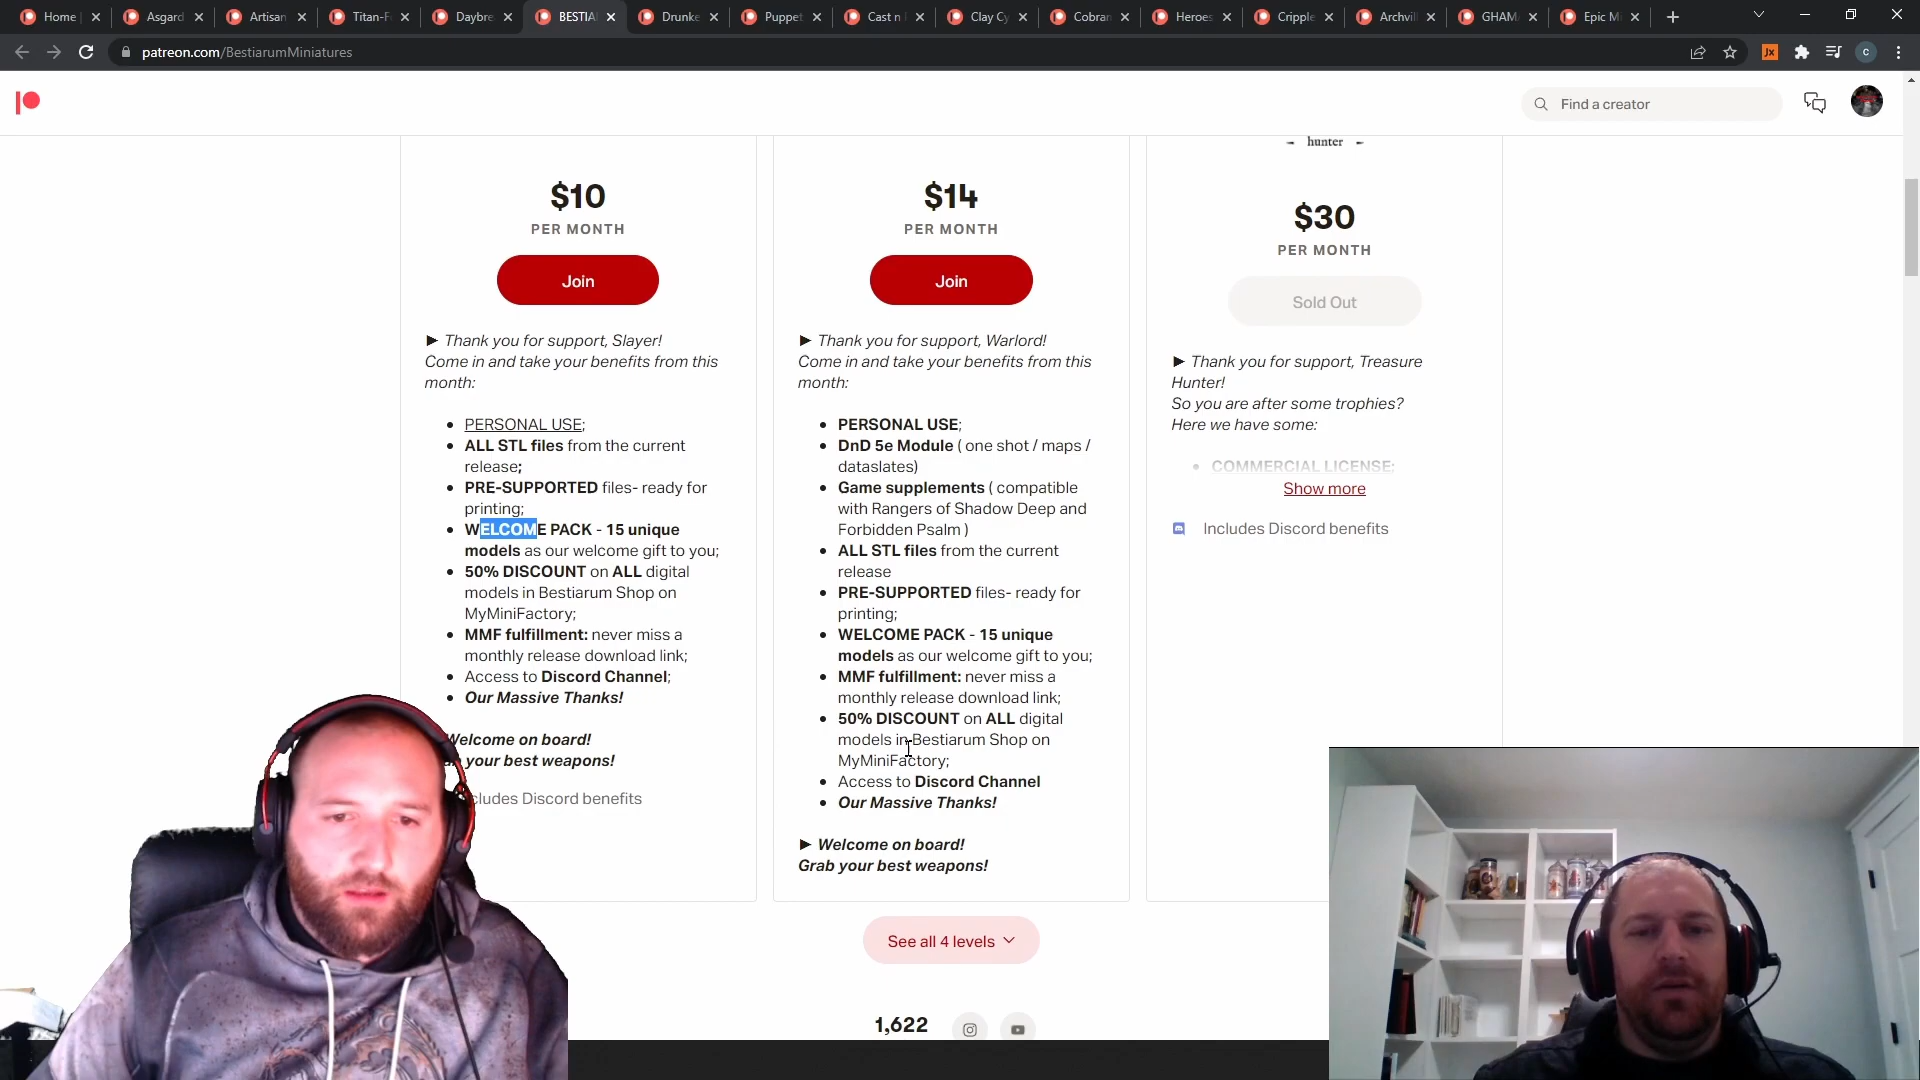 Home | Asgard Artisan Titan-F Daybre BESTIA Drunke Puppet Cast n Clay Cy Cobran Heroes Cripple Archvil GHAM Epic M
patreon.com/BestiarumMiniatures
Jx
c
Find a creator
$10
PER MONTH
Join
► Thank you for support, Slayer!
Come in and take your benefits from this
month:
• PERSONAL USE;
• ALL STL files from the current
release;
• PRE-SUPPORTED files- ready for
printing;
• WELCOME PACK - 15 unique
models as our welcome gift to you;
• 50% DISCOUNT on ALL digital
models in Bestiarum Shop on
MyMiniFactory;
• MMF fulfillment: never miss a
monthly release download link;
• Access to Discord Channel;
• Our Massive Thanks!
Welcome on board!
your best weapons!
cludes Discord benefits
$14
PER MONTH
Join
► Thank you for support, Warlord!
Come in and take your benefits from this
month:
• PERSONAL USE;
• DnD 5e Module ( one shot / maps /
dataslates)
• Game supplements ( compatible
with Rangers of Shadow Deep and
Forbidden Psalm )
• ALL STL files from the current
release
• PRE-SUPPORTED files- ready for
printing;
• WELCOME PACK - 15 unique
models as our welcome gift to you;
• MMF fulfillment: never miss a
monthly release download link;
• 50% DISCOUNT on ALL digital
models in Bestiarum Shop on
MyMiniFactory;
• Access to Discord Channel
• Our Massive Thanks!
► Welcome on board!
Grab your best weapons!
hunter
$30
PER MONTH
Sold Out
► Thank you for support, Treasure
Hunter!
So you are after some trophies?
Here we have some:
• COMMERCIAL LICENSE;
Show more
Includes Discord benefits
See all 4 levels
1,622